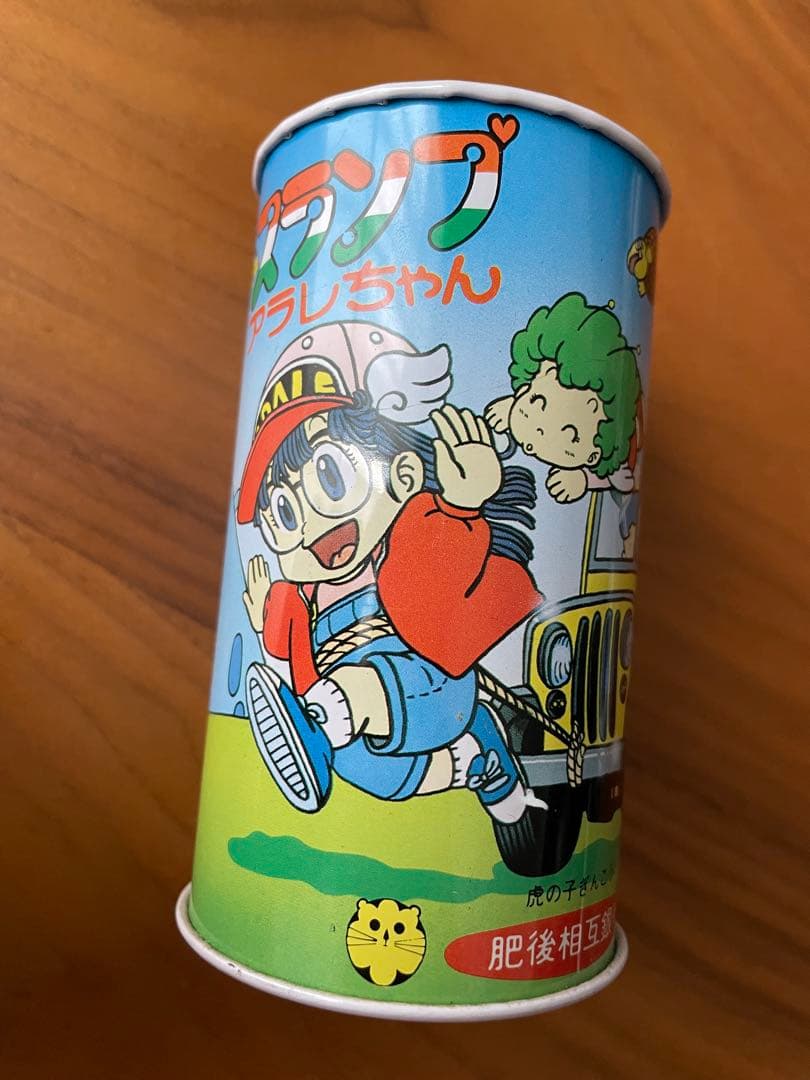 スランプ
アラレちゃん
虎の子ぎんこ
肥後相互銀